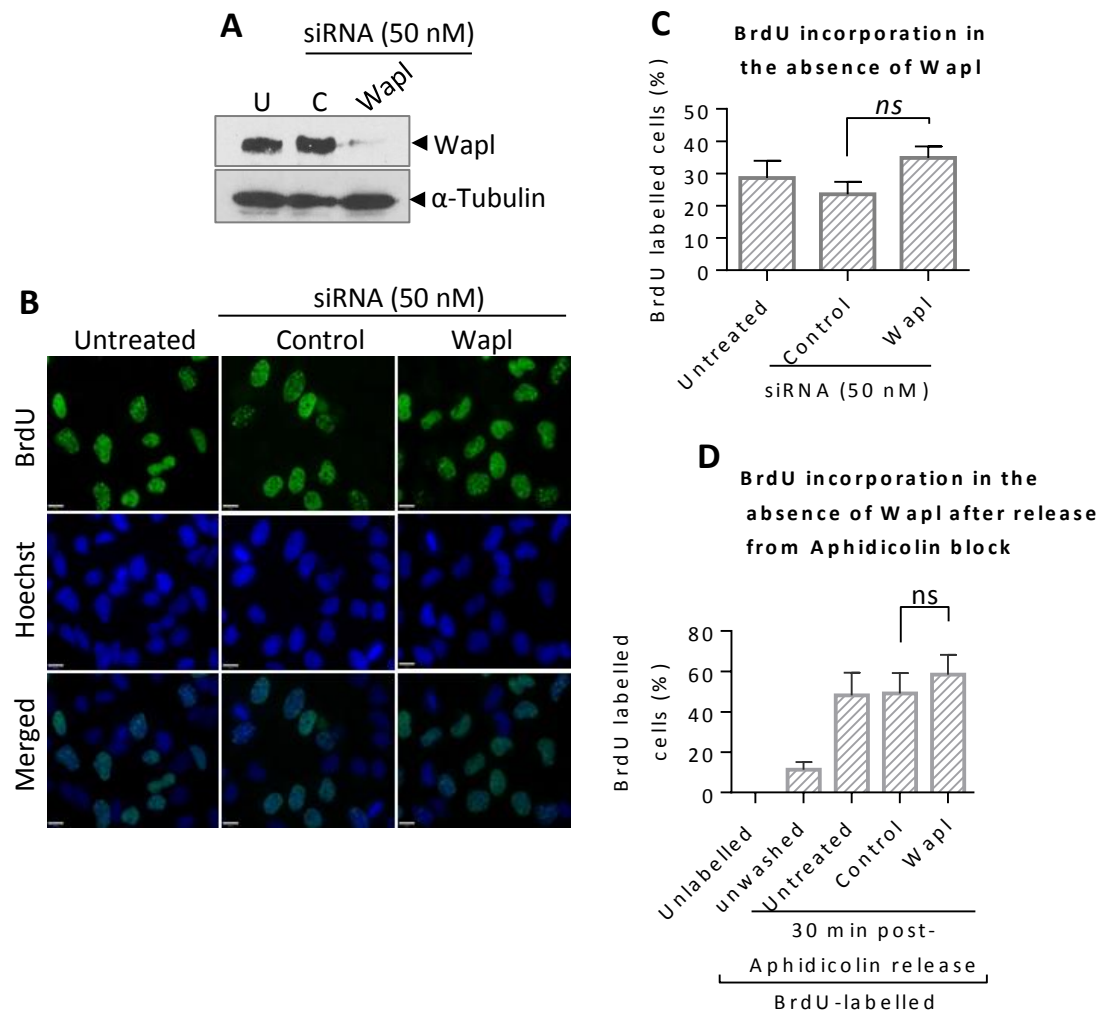 A
siRNA (50 nM)
U C Wapl
Wapl
α-Tubulin
B
siRNA (50 nM)
Untreated Control Wapl
BrdU
Hoechst
Merged
C
BrdU incorporation in
the absence of Wapl
BrdU labelled cells (%)
50
40
30
20
10
0
ns
Untreated
Control
Wapl
siRNA (50 nM)
D
BrdU incorporation in the
absence of Wapl after release
from Aphidicolin block
BrdU labelled
cells (%)
80
60
40
20
0
ns
Unlabelled
unwashed
Untreated
Control
Wapl
30 min post-
Aphidicolin release
BrdU-labelled